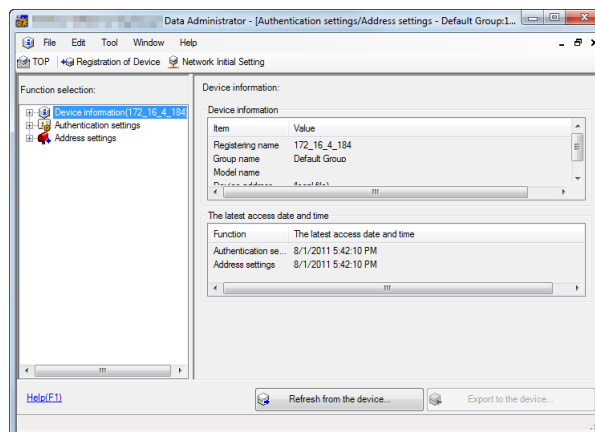 Data Administrator - [Authentication settings/Address settings - Default Group:1...
File Edit Tool Window Help
TOP Registration of Device Network Initial Setting
Function selection:
Device information(172_16_4_184)
Authentication settings
Address settings
Device information:
Device information
Item Value
Registering name 172_16_4_184
Group name Default Group
Model name
Device address (local file)
The latest access date and time
Function The latest access date and time
Authentication se... 8/1/2011 5:42:10 PM
Address settings 8/1/2011 5:42:10 PM
Help(F1)
Refresh from the device...
Export to the device...